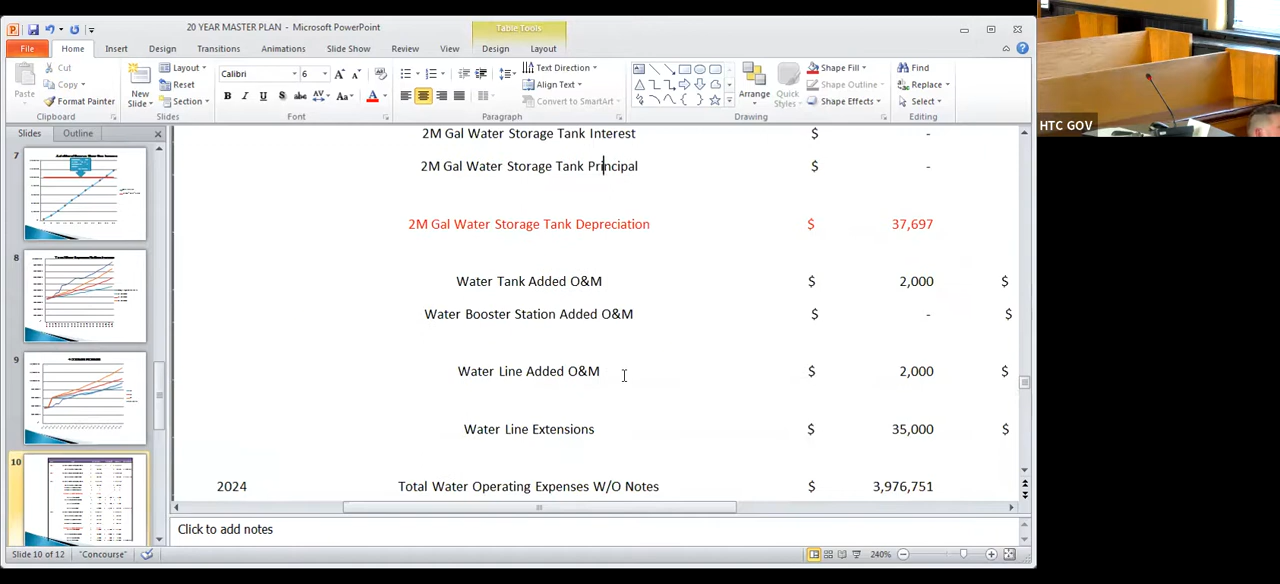 20 YEAR MASTER PLAN - Microsoft PowerPoint
Table Tools
File Home Insert Design Transitions Slide Show Animations Review View Design Layout
Paste
Cut
Copy
Format Painter
Clipboard
New Slide
Layout
Reset
Section
Slides
Calibri 6
B I U S abc AV Aa A
Font
Text Direction
Align Text
Convert to SmartArt
Paragraph
Arrange
Quick Styles
Shape Fill
Shape Outline
Shape Effects
Drawing
Find
Replace
Select
Editing
HTC GOV
Slides Outline
7
8
9
10
2M Gal Water Storage Tank Interest $ -
2M Gal Water Storage Tank Principal $ -
2M Gal Water Storage Tank Depreciation $ 37,697
Water Tank Added O&M $ 2,000 $
Water Booster Station Added O&M $ - $
Water Line Added O&M $ 2,000 $
Water Line Extensions $ 35,000 $
2024 Total Water Operating Expenses W/O Notes $ 3,976,751
Click to add notes
Slide 10 of 12 "Concourse" 240%